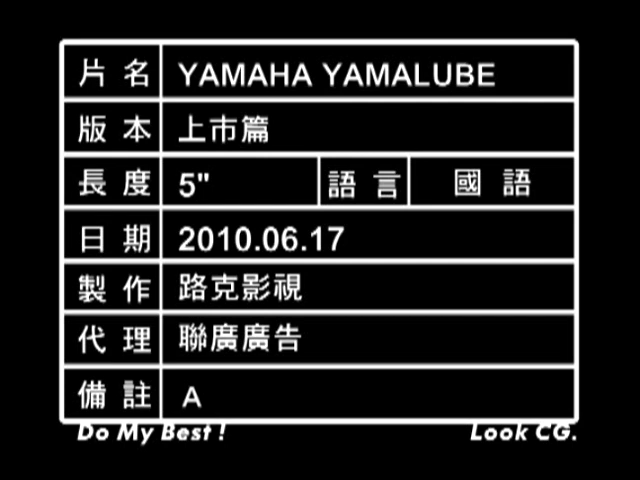 片名 YAMAHA YAMALUBE
版本 上市篇
長度 5" 語言 國語
日期 2010.06.17
製作 路克影視
代理 聯廣廣告
備註 A
Do My Best ! Look CG.